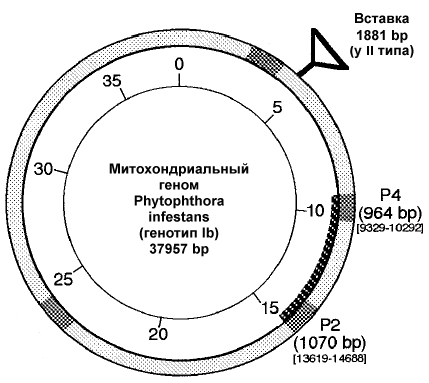 Вставка
1881 bp
(у II типа)
0
5
10
15
20
25
30
35
Митохондриальный
геном
Phytophthora
infestans
(генотип Ib)
37957 bp
P4
(964 bp)
[9329-10292]
P2
(1070 bp)
[13619-14688]